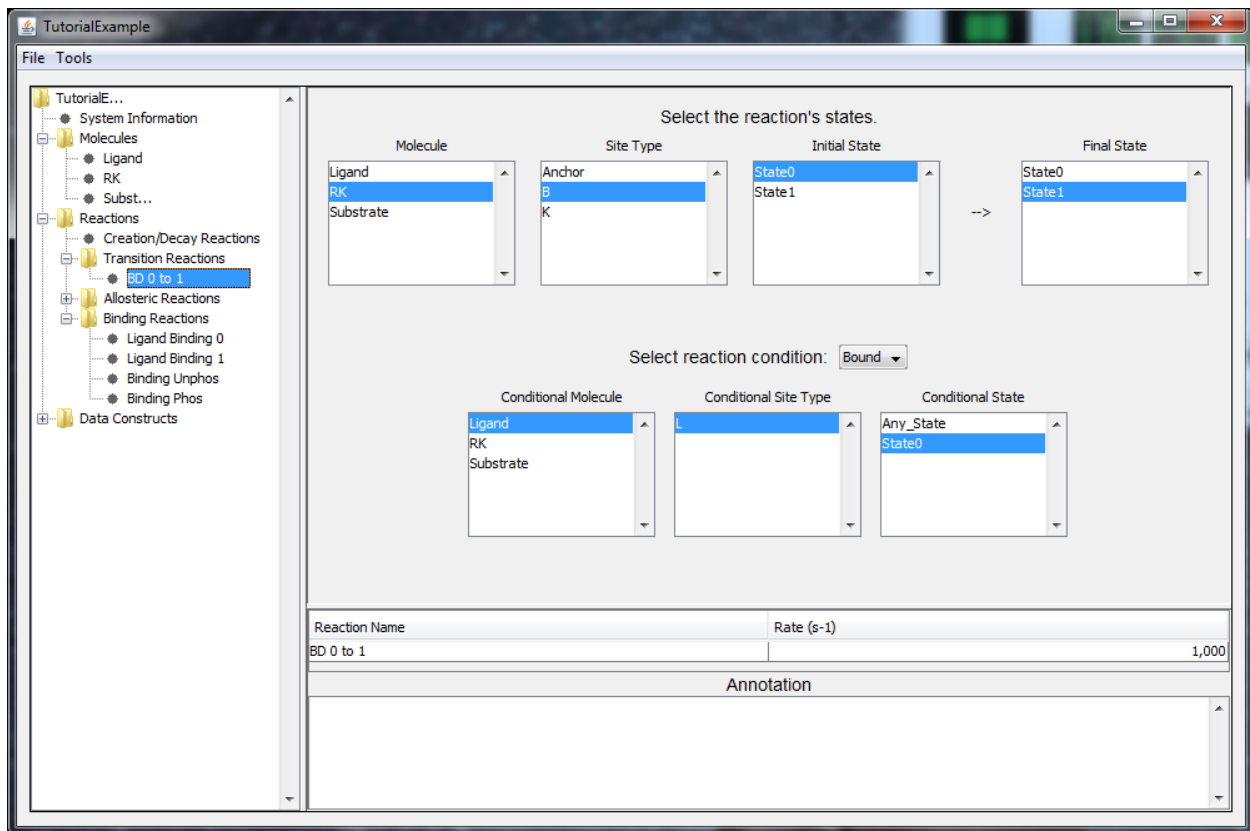 TutorialExample
File Tools
TutorialE...
System Information
Molecules
Ligand
RK
Subst...
Reactions
Creation/Decay Reactions
Transition Reactions
BD 0 to 1
Allosteric Reactions
Binding Reactions
Ligand Binding 0
Ligand Binding 1
Binding Unphos
Binding Phos
Data Constructs
Select the reaction's states.
Molecule Site Type Initial State Final State
Ligand Anchor State0 State0
RK B State1 State1
Substrate K -->
Select reaction condition: Bound
Conditional Molecule Conditional Site Type Conditional State
Ligand L Any_State
RK State0
Substrate
Reaction Name Rate (s-1)
BD 0 to 1 1,000
Annotation